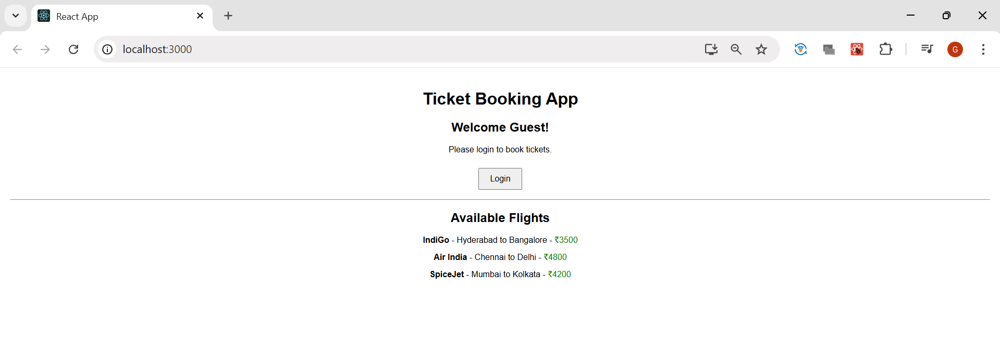 React App
localhost:3000
G
Ticket Booking App
Welcome Guest!
Please login to book tickets.
Login
Available Flights
IndiGo - Hyderabad to Bangalore - ₹3500
Air India - Chennai to Delhi - ₹4800
SpiceJet - Mumbai to Kolkata - ₹4200